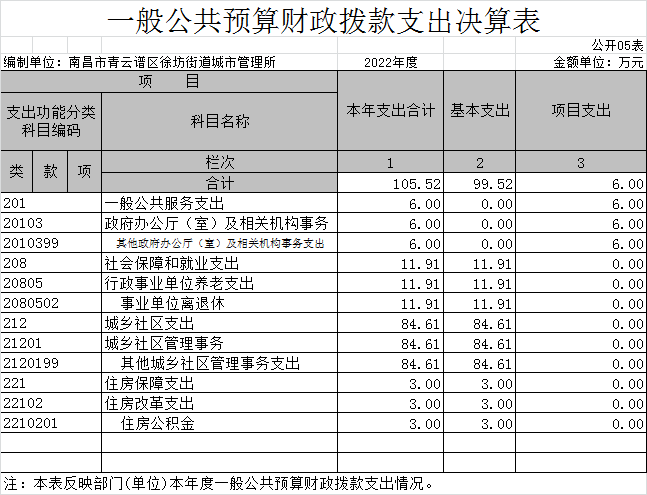 一般公共预算财政拨款支出决算表
公开05表
编制单位：南昌市青云谱区徐坊街道城市管理所 2022年度 金额单位：万元
项 目 本年支出合计 基本支出 项目支出
支出功能分类科目编码 科目名称
类 款 项 栏次 1 2 3
合计 105.52 99.52 6.00
201 一般公共服务支出 6.00 0.00 6.00
20103 政府办公厅（室）及相关机构事务 6.00 0.00 6.00
2010399 其他政府办公厅（室）及相关机构事务支出 6.00 0.00 6.00
208 社会保障和就业支出 11.91 11.91 0.00
20805 行政事业单位养老支出 11.91 11.91 0.00
2080502 事业单位离退休 11.91 11.91 0.00
212 城乡社区支出 84.61 84.61 0.00
21201 城乡社区管理事务 84.61 84.61 0.00
2120199 其他城乡社区管理事务支出 84.61 84.61 0.00
221 住房保障支出 3.00 3.00 0.00
22102 住房改革支出 3.00 3.00 0.00
2210201 住房公积金 3.00 3.00 0.00
注：本表反映部门(单位)本年度一般公共预算财政拨款支出情况。